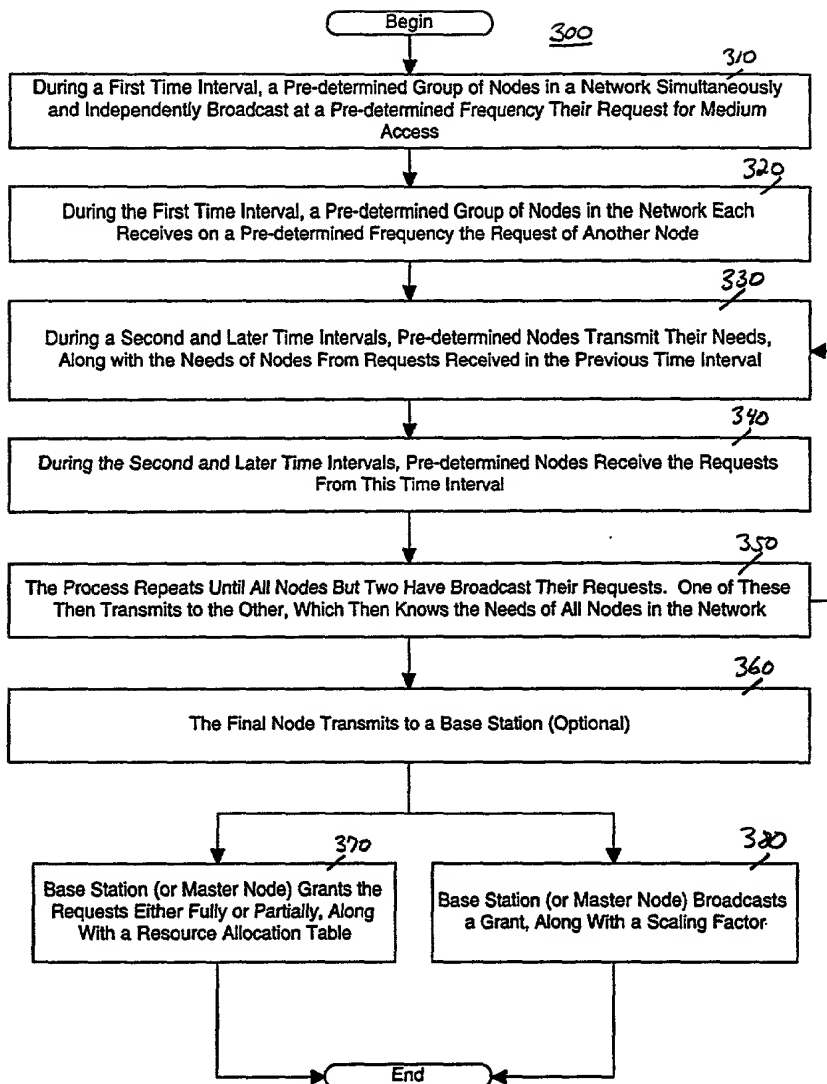 Begin
300
310
During a First Time Interval, a Pre-determined Group of Nodes in a Network Simultaneously
and Independently Broadcast at a Pre-determined Frequency Their Request for Medium
Access
320
During the First Time Interval, a Pre-determined Group of Nodes in the Network Each
Receives on a Pre-determined Frequency the Request of Another Node
330
During a Second and Later Time Intervals, Pre-determined Nodes Transmit Their Needs,
Along with the Needs of Nodes From Requests Received in the Previous Time Interval
340
During the Second and Later Time Intervals, Pre-determined Nodes Receive the Requests
From This Time Interval
350
The Process Repeats Until All Nodes But Two Have Broadcast Their Requests. One of These
Then Transmits to the Other, Which Then Knows the Needs of All Nodes in the Network
360
The Final Node Transmits to a Base Station (Optional)
370
Base Station (or Master Node) Grants the
Requests Either Fully or Partially, Along
With a Resource Allocation Table
380
Base Station (or Master Node) Broadcasts
a Grant, Along With a Scaling Factor
End